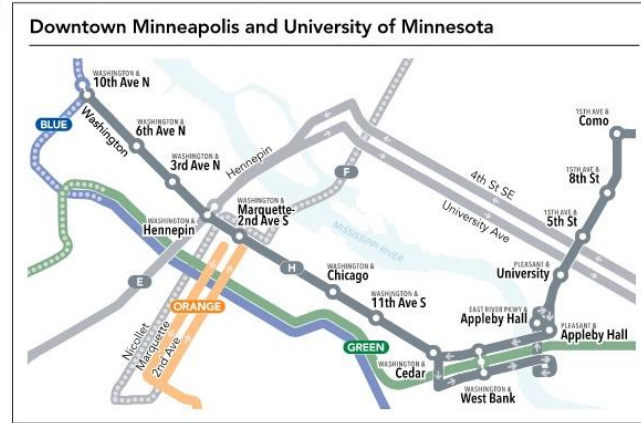 Downtown Minneapolis and University of Minnesota
WASHINGTON &
10th Ave N
BLUE
Washington
WASHINGTON &
6th Ave N
WASHINGTON &
3rd Ave N
Hennepin
F
WASHINGTON &
Hennepin
WASHINGTON &
Marquette-
2nd Ave S
E
H
ORANGE
Nicollet
Marquette
2nd Ave
MISSISSIPPI RIVER
WASHINGTON &
Chicago
WASHINGTON &
11th Ave S
GREEN
WASHINGTON &
Cedar
WASHINGTON &
West Bank
4th St SE
University Ave
15TH AVE &
Como
15TH AVE &
8th St
15TH AVE &
5th St
PLEASANT &
University
EAST RIVER PKWY &
Appleby Hall
PLEASANT &
Appleby Hall